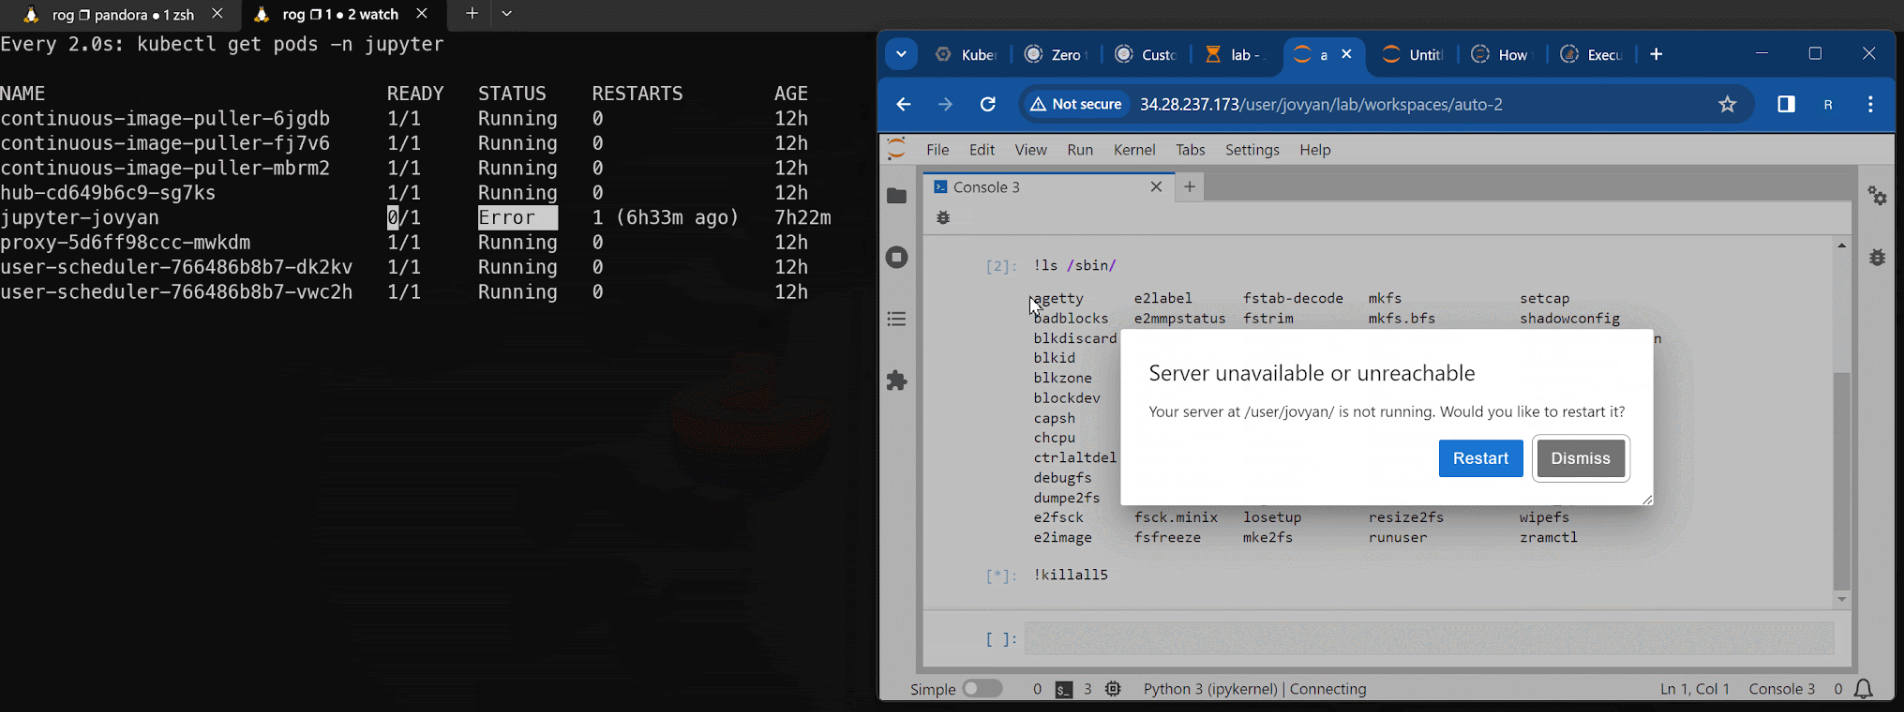 rog pandora ● 1 zsh
rog 1 ● 2 watch
Every 2.0s: kubectl get pods -n jupyter
NAME READY STATUS RESTARTS AGE
continuous-image-puller-6jgdb 1/1 Running 0 12h
continuous-image-puller-fj7v6 1/1 Running 0 12h
continuous-image-puller-mbrm2 1/1 Running 0 12h
hub-cd649b6c9-sg7ks 1/1 Running 0 12h
jupyter-jovyan 0/1 Error 1 (6h33m ago) 7h22m
proxy-5d6ff98ccc-mwkdm 1/1 Running 0 12h
user-scheduler-766486b8b7-dk2kv 1/1 Running 0 12h
user-scheduler-766486b8b7-vwc2h 1/1 Running 0 12h
Kuber Zero t Custo lab - a Untitl How Execu
Not secure 34.28.237.173/user/jovyan/lab/workspaces/auto-2 R
File Edit View Run Kernel Tabs Settings Help
Console 3
[2]: !ls /sbin/
agetty e2label fstab-decode mkfs setcap
badblocks e2mmpstatus fstrim mkfs.bfs shadowconfig
blkdiscard n
blkid
blkzone
blockdev
capsh
chcpu
ctrlaltdel
debugfs
dumpe2fs
e2fsck fsck.minix losetup resize2fs wipefs
e2image fsfreeze mke2fs runuser zramctl
Server unavailable or unreachable
Your server at /user/jovyan/ is not running. Would you like to restart it?
Restart Dismiss
[*]: !killall5
[ ]:
Simple 0 3 Python 3 (ipykernel) | Connecting Ln 1, Col 1 Console 3 0